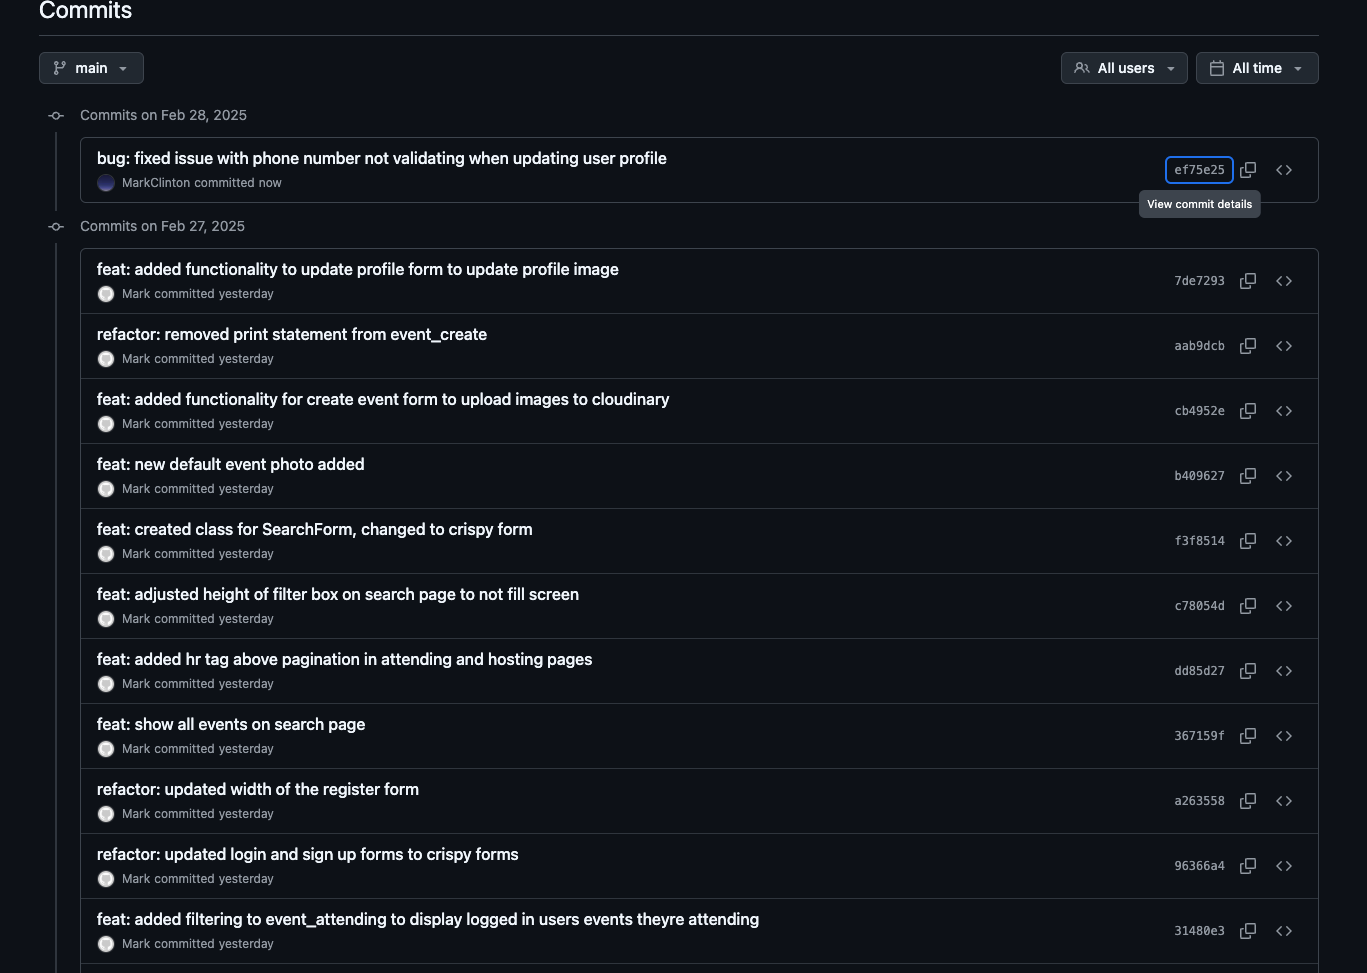 Commits
main
All users
All time
Commits on Feb 28, 2025
bug: fixed issue with phone number not validating when updating user profile
ef75e25
MarkClinton committed now
View commit details
Commits on Feb 27, 2025
feat: added functionality to update profile form to update profile image
7de7293
Mark committed yesterday
refactor: removed print statement from event_create
aab9dcb
Mark committed yesterday
feat: added functionality for create event form to upload images to cloudinary
cb4952e
Mark committed yesterday
feat: new default event photo added
b409627
Mark committed yesterday
feat: created class for SearchForm, changed to crispy form
f3f8514
Mark committed yesterday
feat: adjusted height of filter box on search page to not fill screen
c78054d
Mark committed yesterday
feat: added hr tag above pagination in attending and hosting pages
dd85d27
Mark committed yesterday
feat: show all events on search page
367159f
Mark committed yesterday
refactor: updated width of the register form
a263558
Mark committed yesterday
refactor: updated login and sign up forms to crispy forms
96366a4
Mark committed yesterday
feat: added filtering to event_attending to display logged in users events theyre attending
31480e3
Mark committed yesterday